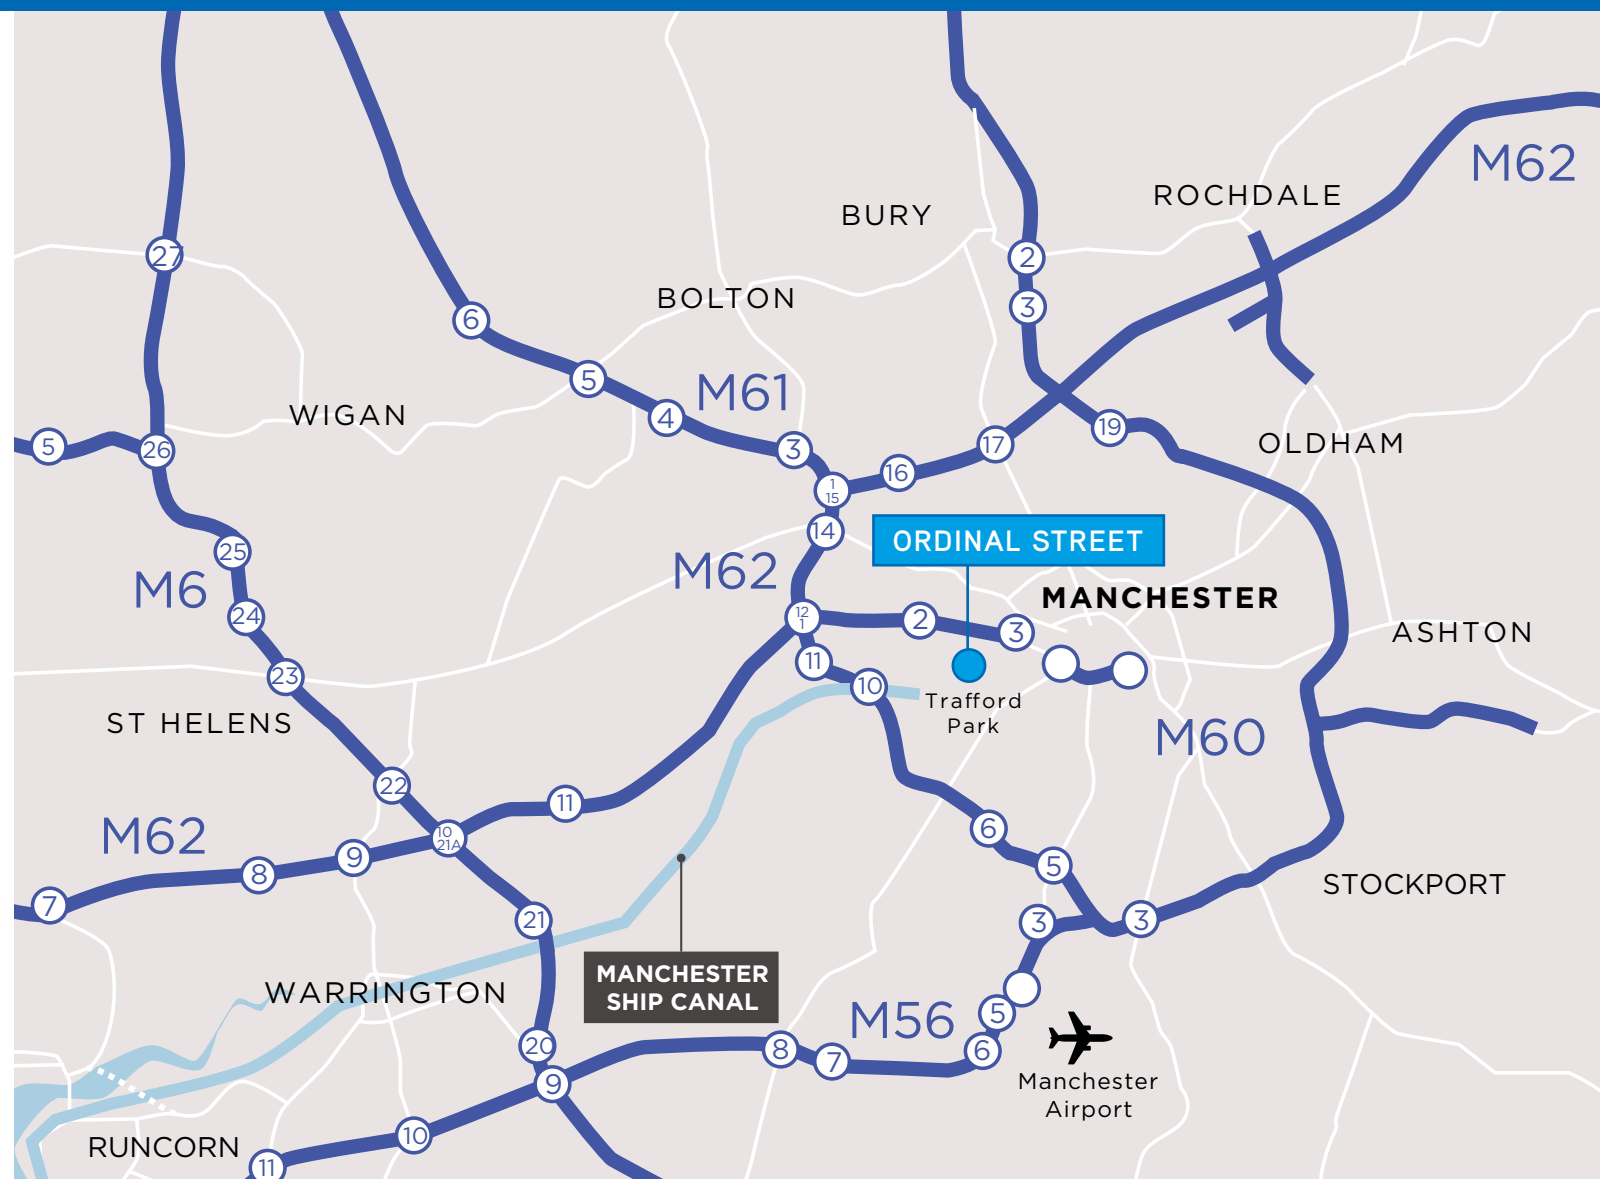 M62
ROCHDALE
BURY
2
27
BOLTON
3
6
5
M61
4
WIGAN
19
17
OLDHAM
5
26
3
16
1
15
14
ORDINAL STREET
25
M62
M6
MANCHESTER
24
12
1
2
3
ASHTON
11
23
10
Trafford
Park
ST HELENS
M60
22
11
M62
10
21A
6
9
5
8
STOCKPORT
7
21
3
3
MANCHESTER
SHIP CANAL
WARRINGTON
5
M56
20
8
7
6
9
Manchester
Airport
10
RUNCORN
11